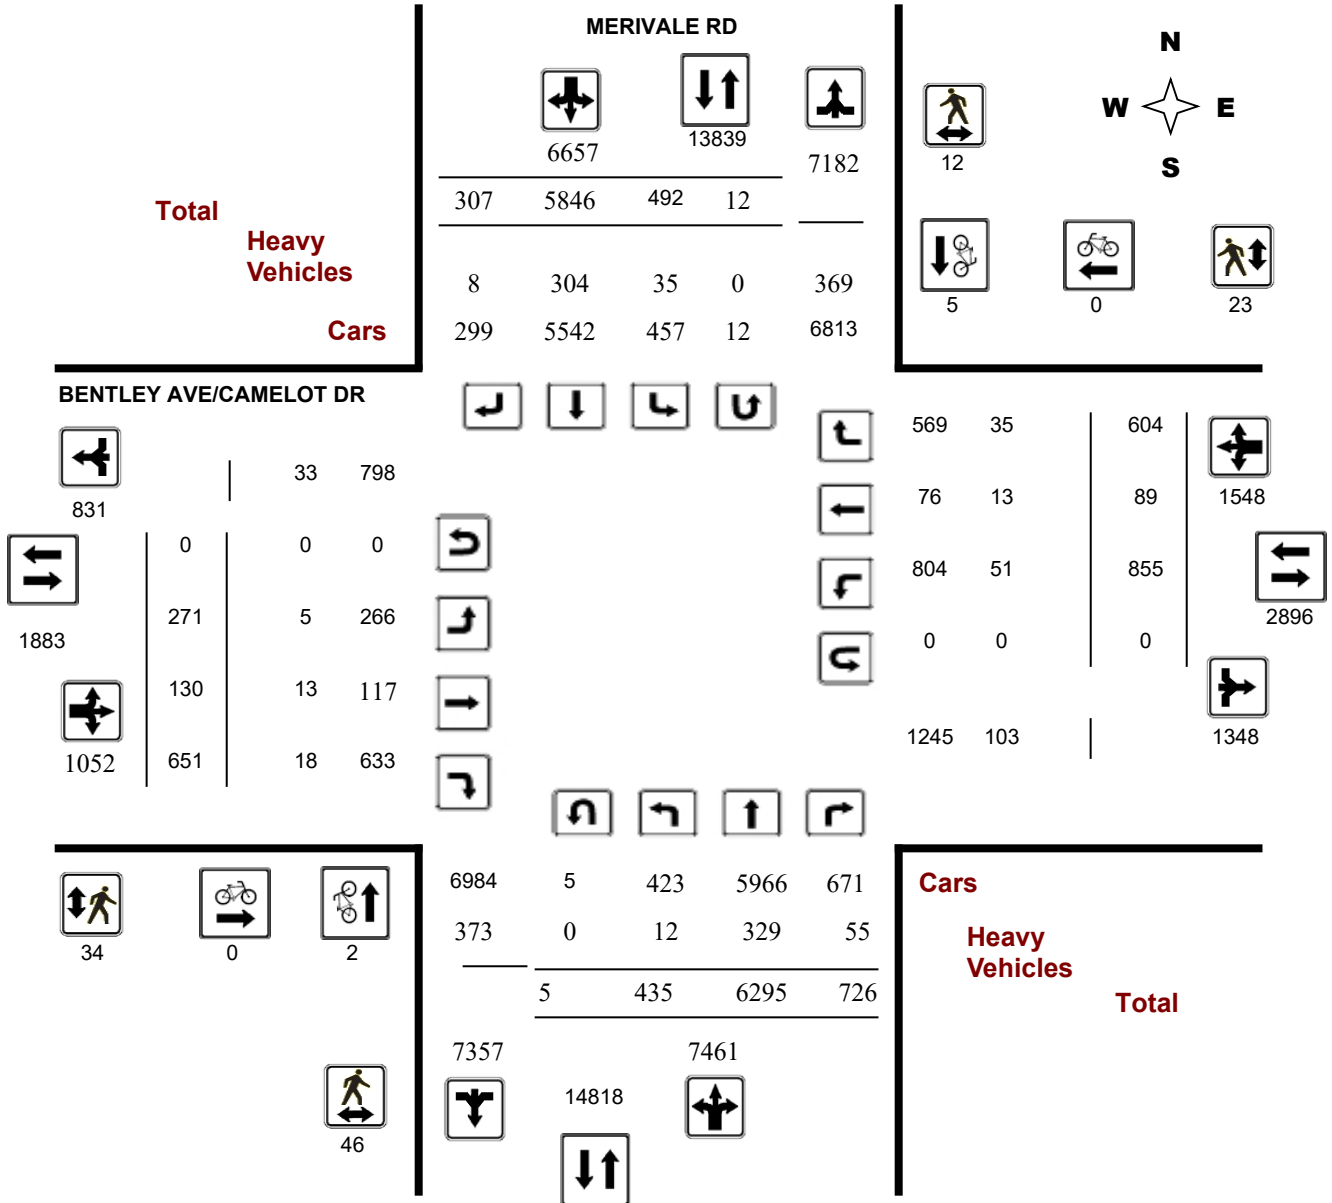 MERIVALE RD
N
W E
S
6657
13839
7182
12
307 5846 492 12
Total
Heavy
Vehicles
8 304 35 0 369
Cars
299 5542 457 12 6813
5 0 23
BENTLEY AVE/CAMELOT DR
569 35 604
33 798
831
76 13 89 1548
0 0 0
804 51 855
2896
271 5 266
1883
0 0 0
130 13 117
1052 651 18 633
1245 103 1348
6984 5 423 5966 671
Cars
373 0 12 329 55
Heavy
Vehicles
34 0 2
5 435 6295 726
Total
7357 7461
14818
46